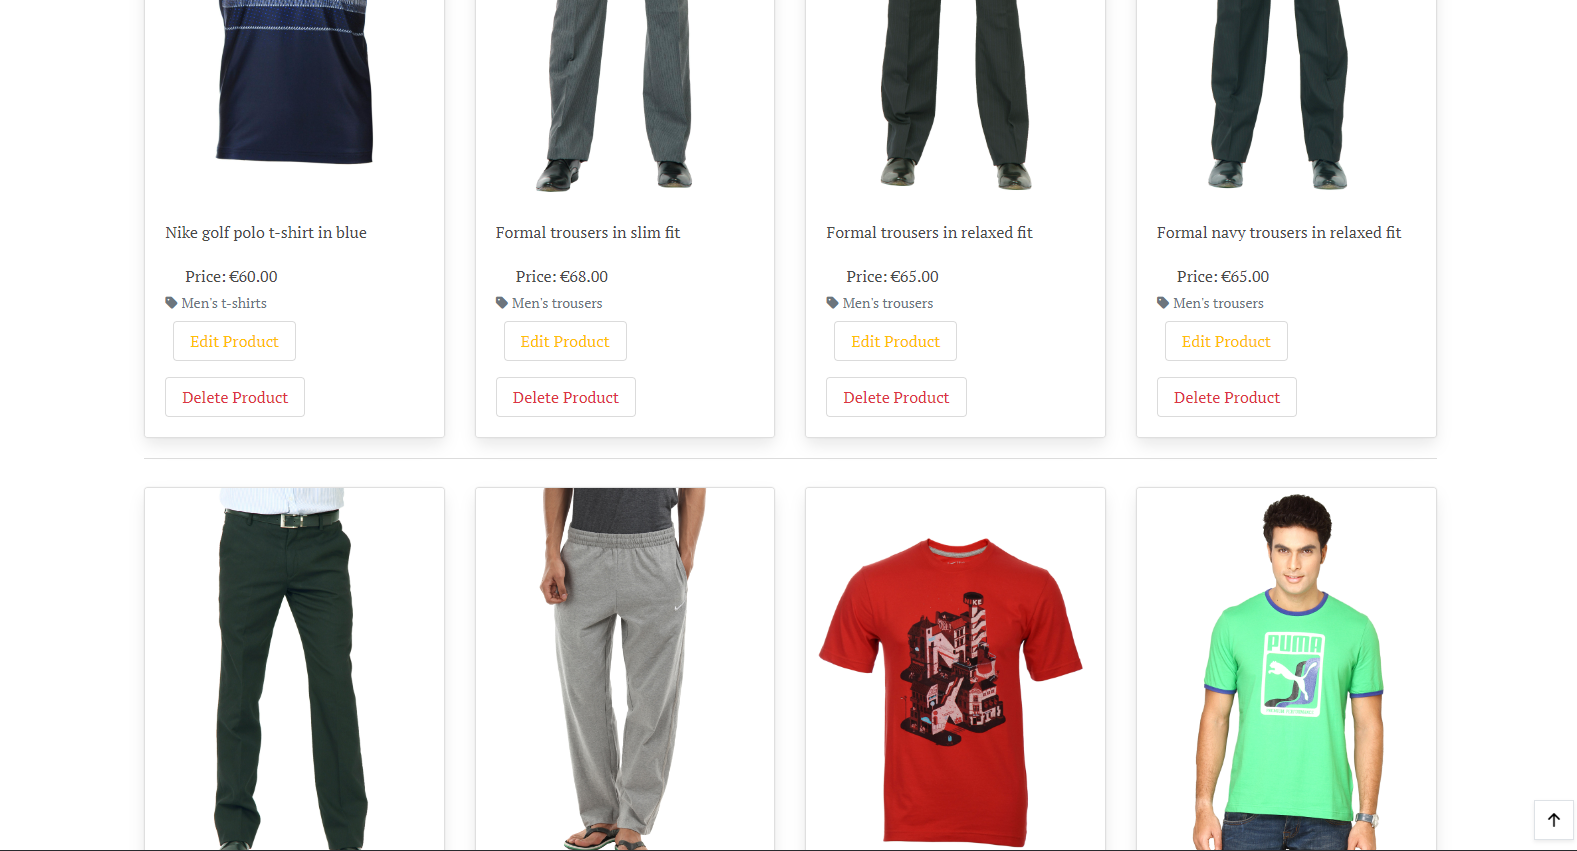 Nike golf polo t-shirt in blue
Price: €60.00
Men's t-shirts
Edit Product
Delete Product
Formal trousers in slim fit
Price: €68.00
Men's trousers
Edit Product
Delete Product
Formal trousers in relaxed fit
Price: €65.00
Men's trousers
Edit Product
Delete Product
Formal navy trousers in relaxed fit
Price: €65.00
Men's trousers
Edit Product
Delete Product
NIKE
PUMA